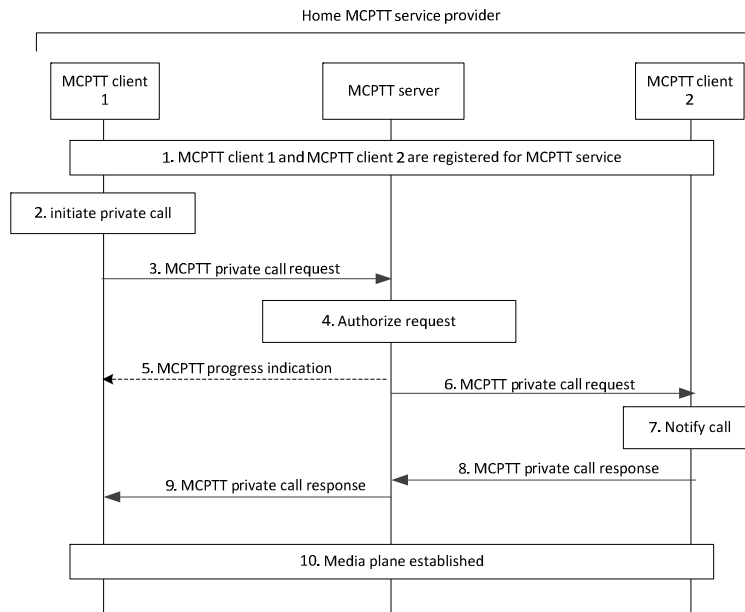 Home MCPTT service provider
MCPTT client
1
MCPTT server
MCPTT client
2
1. MCPTT client 1 and MCPTT client 2 are registered for MCPTT service
2. initiate private call
3. MCPTT private call request
4. Authorize request
5. MCPTT progress indication
6. MCPTT private call request
7. Notify call
8. MCPTT private call response
9. MCPTT private call response
10. Media plane established